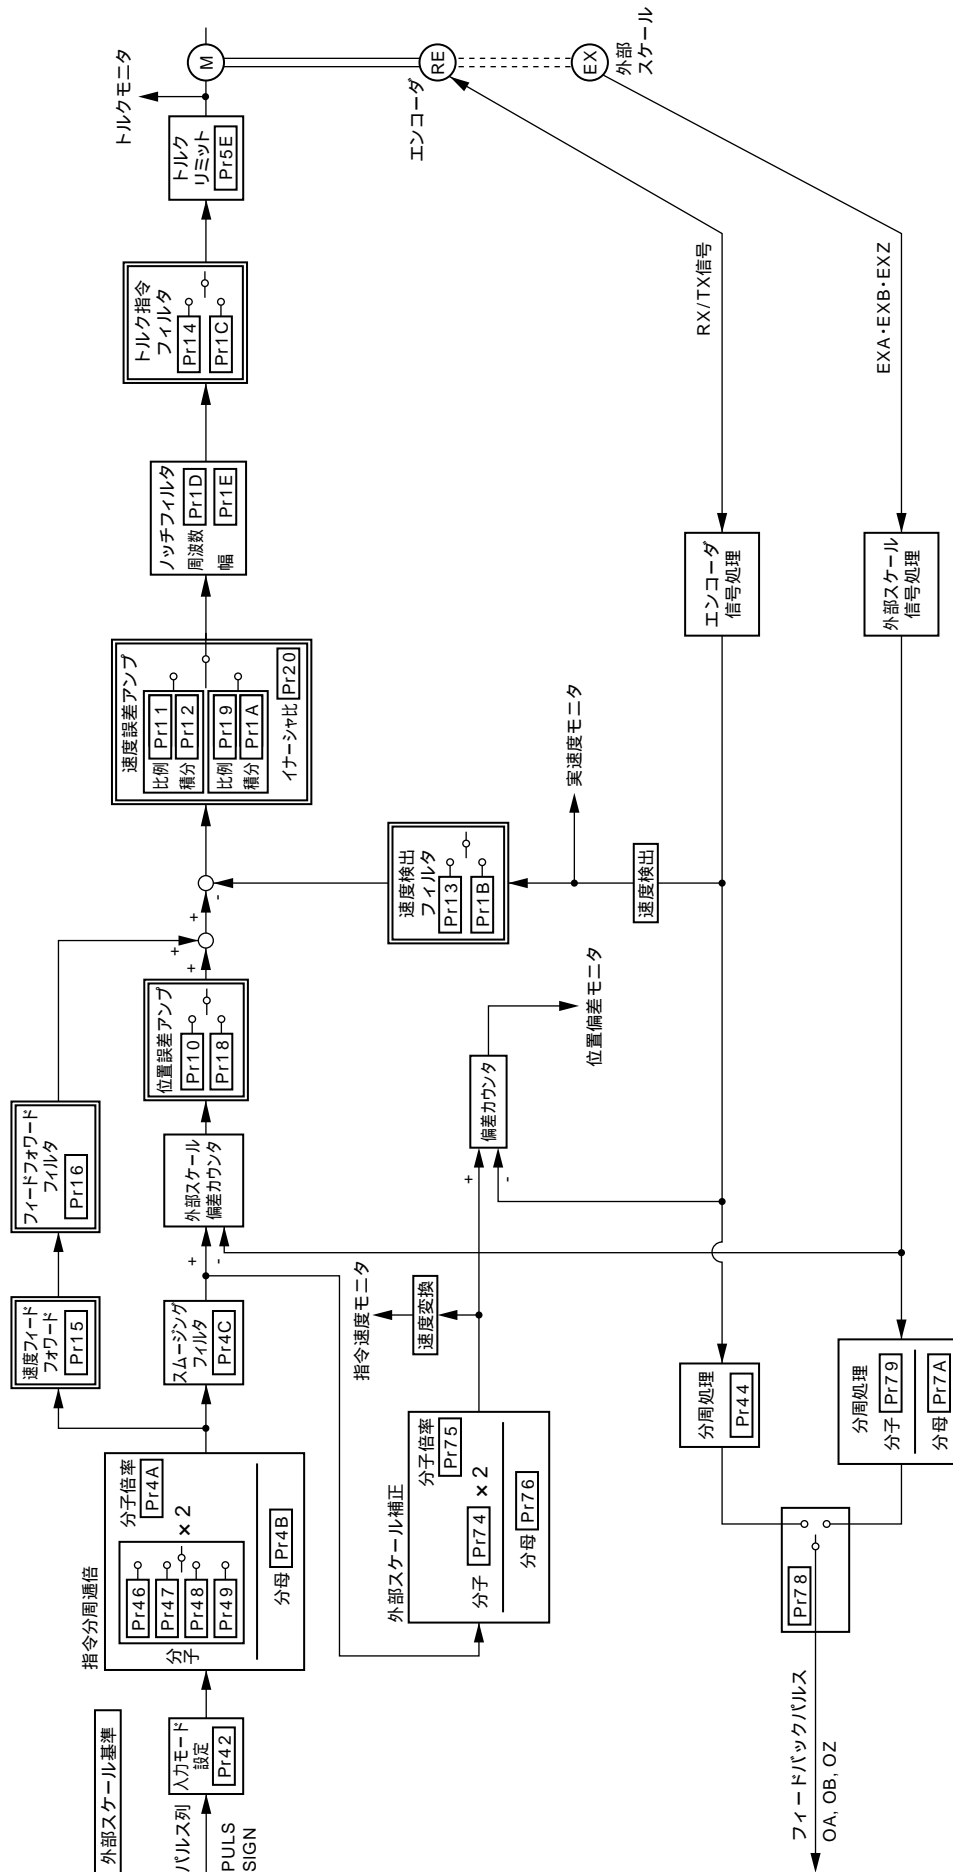 外部スケール基準
パルス列
PULS
SIGN
入力モード
設定
Pr42
指令分周逓倍
分子
Pr46
Pr47
Pr48
Pr49
分子倍率
Pr4A
×2
分母 Pr4B
速度フィード
フォワード
Pr15
フィードフォワード
フィルタ
Pr16
スムージング
フィルタ
Pr4C
+
-
外部スケール
偏差カウンタ
位置誤差アンプ
Pr10
Pr18
+
+
+
-
速度誤差アンプ
比例 Pr11
積分 Pr12
比例 Pr19
積分 Pr1A
イナーシャ比 Pr20
ノッチフィルタ
周波数 Pr1D
幅 Pr1E
トルク指令
フィルタ
Pr14
Pr1C
トルク
リミット
Pr5E
トルクモニタ
M
RE
エンコーダ
EX
外部
スケール
外部スケール補正
分子 Pr74 ×2
分子倍率
Pr75
分母 Pr76
指令速度モニタ
速度変換
+
-
偏差カウンタ
位置偏差モニタ
速度検出
フィルタ
Pr13
Pr1B
実速度モニタ
速度検出
エンコーダ
信号処理
RX/TX信号
外部スケール
信号処理
EXA・EXB・EXZ
分周処理
Pr44
分周処理
分子 Pr79
分母 Pr7A
Pr78
フィードバックパルス
OA, OB, OZ